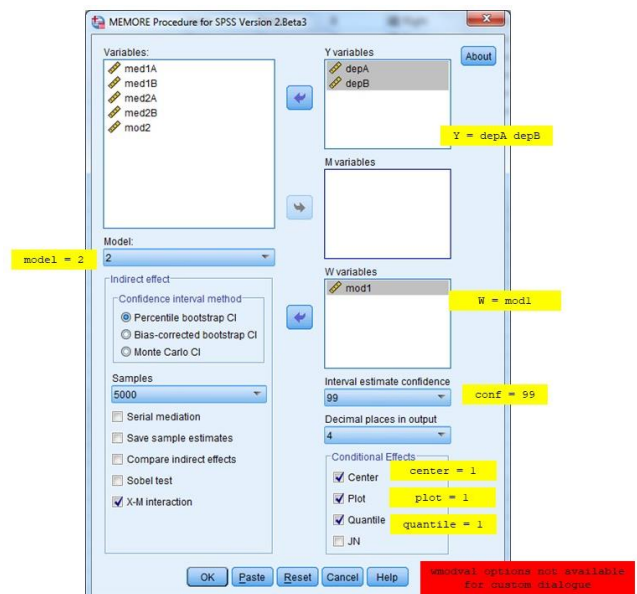 MEMORE Procedure for SPSS Version 2.Beta3
Variables:
med1A
med1B
med2A
med2B
mod2
Y variables
depA
depB
About
Y = depA depB
M variables
Model:
model = 2
2
W variables
mod1
W = mod1
Indirect effect
Confidence interval method
Percentile bootstrap CI
Bias-corrected bootstrap CI
Monte Carlo CI
Samples
5000
Serial mediation
Save sample estimates
Compare indirect effects
Sobel test
X-M interaction
Interval estimate confidence
99
conf = 99
Decimal places in output
4
Conditional Effects
Center
center = 1
Plot
plot = 1
Quantile
quantile = 1
JN
OK Paste Reset Cancel Help
wmodval options not available
for custom dialogue